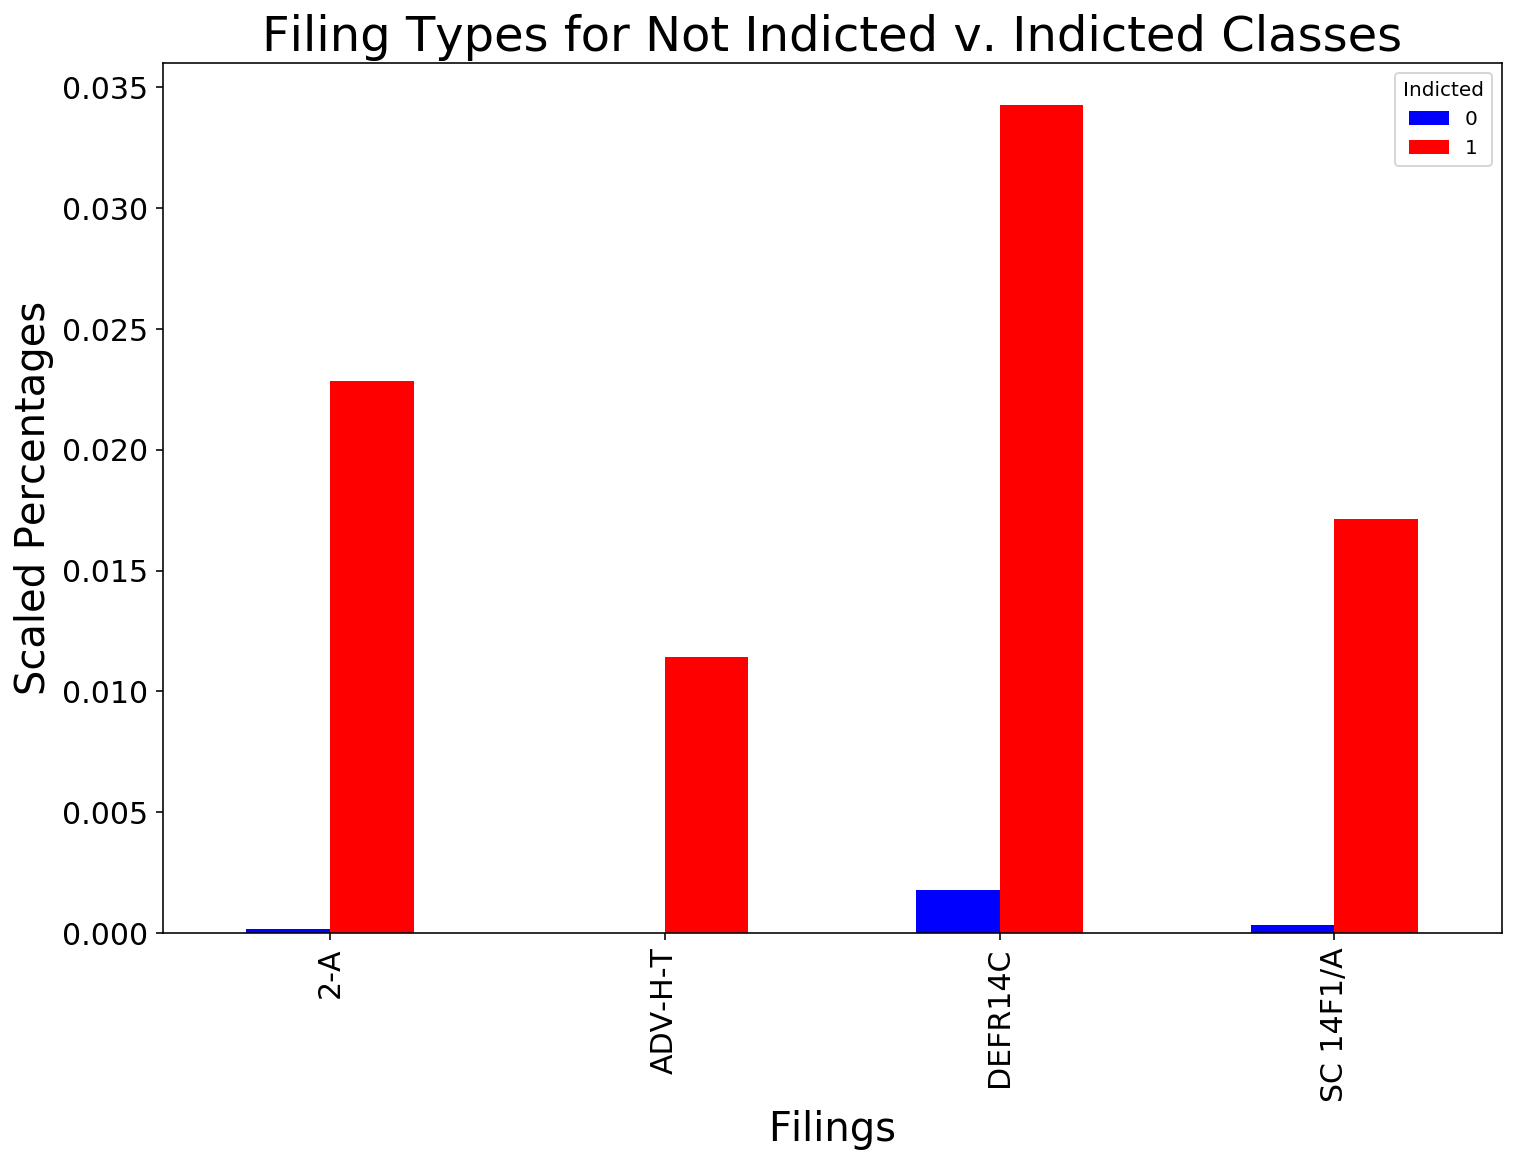 Filing Types for Not Indicted v. Indicted Classes
Indicted
0
1
Scaled Percentages
0.035
0.030
0.025
0.020
0.015
0.010
0.005
0.000
2-A
ADV-H-T
DEFR14C
SC 14F1/A
Filings